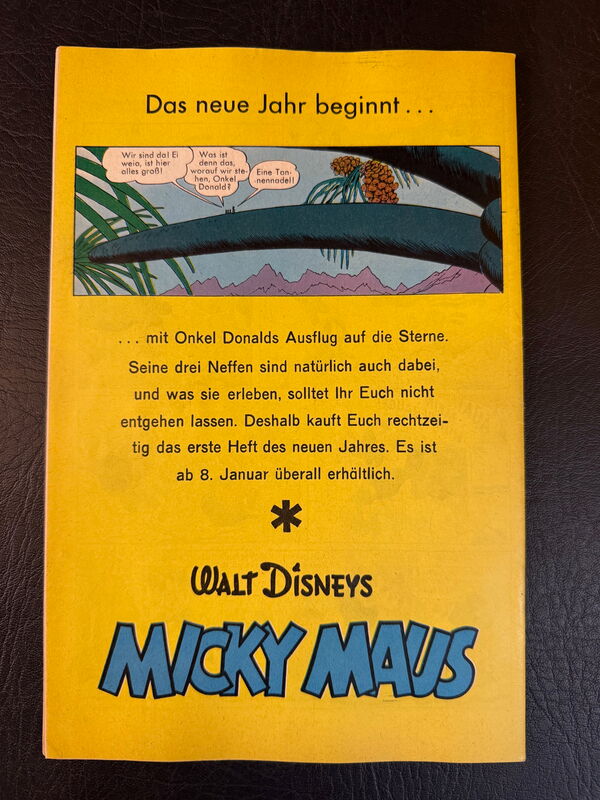 Das neue Jahr beginnt...
Wir sind da! Ei
weia, ist hier
alles groß!
Was ist
denn das,
worauf wir ste-
hen, Onkel
Donald?
Eine Tan-
nennadel!
... mit Onkel Donalds Ausflug auf die Sterne.
Seine drei Neffen sind natürlich auch dabei,
und was sie erleben, solltet Ihr Euch nicht
entgehen lassen. Deshalb kauft Euch rechtzei-
tig das erste Heft des neuen Jahres. Es ist
ab 8. Januar überall erhältlich.
*
WALT DISNEYS
MICKY MAUS